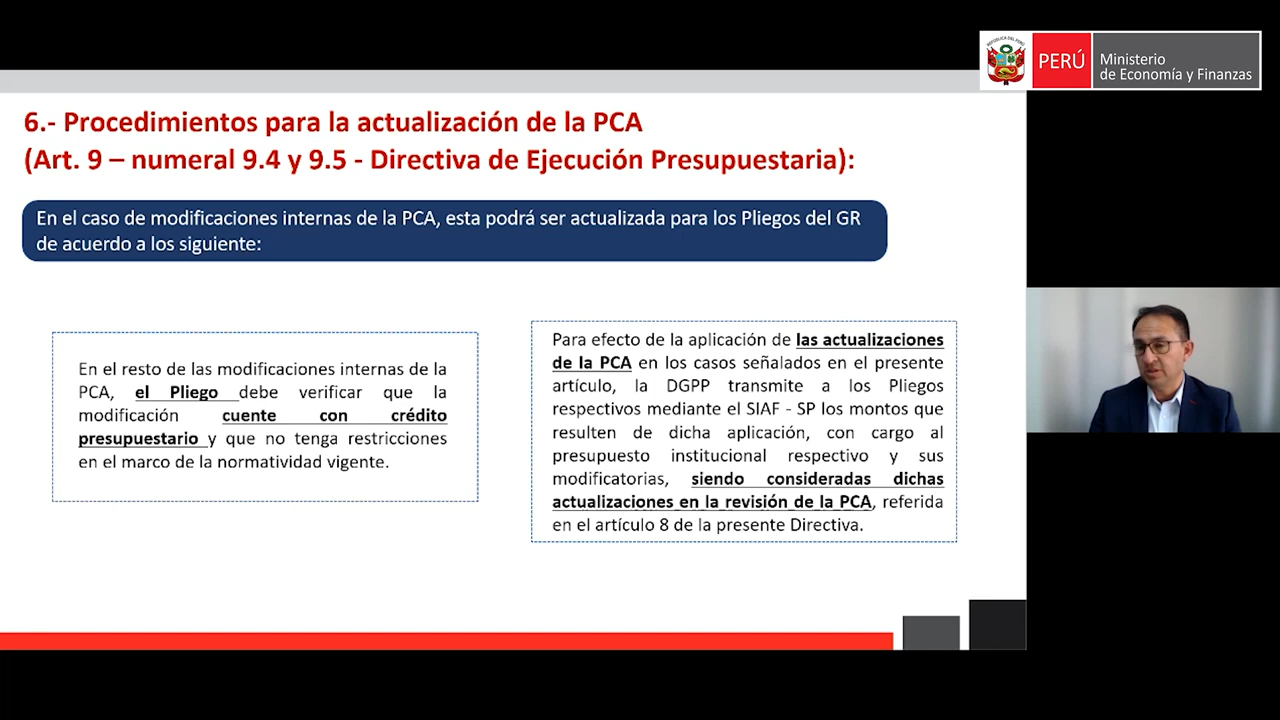 PERÚ
Ministerio
de Economía y Finanzas
6.- Procedimientos para la actualización de la PCA
(Art. 9 – numeral 9.4 y 9.5 - Directiva de Ejecución Presupuestaria):
En el caso de modificaciones internas de la PCA, esta podrá ser actualizada para los Pliegos del GR
de acuerdo a los siguiente:
En el resto de las modificaciones internas de la
PCA, el Pliego debe verificar que la
modificación cuente con crédito
presupuestario y que no tenga restricciones
en el marco de la normatividad vigente.
Para efecto de la aplicación de las actualizaciones
de la PCA en los casos señalados en el presente
artículo, la DGPP transmite a los Pliegos
respectivos mediante el SIAF - SP los montos que
resulten de dicha aplicación, con cargo al
presupuesto institucional respectivo y sus
modificatorias, siendo consideradas dichas
actualizaciones en la revisión de la PCA, referida
en el artículo 8 de la presente Directiva.